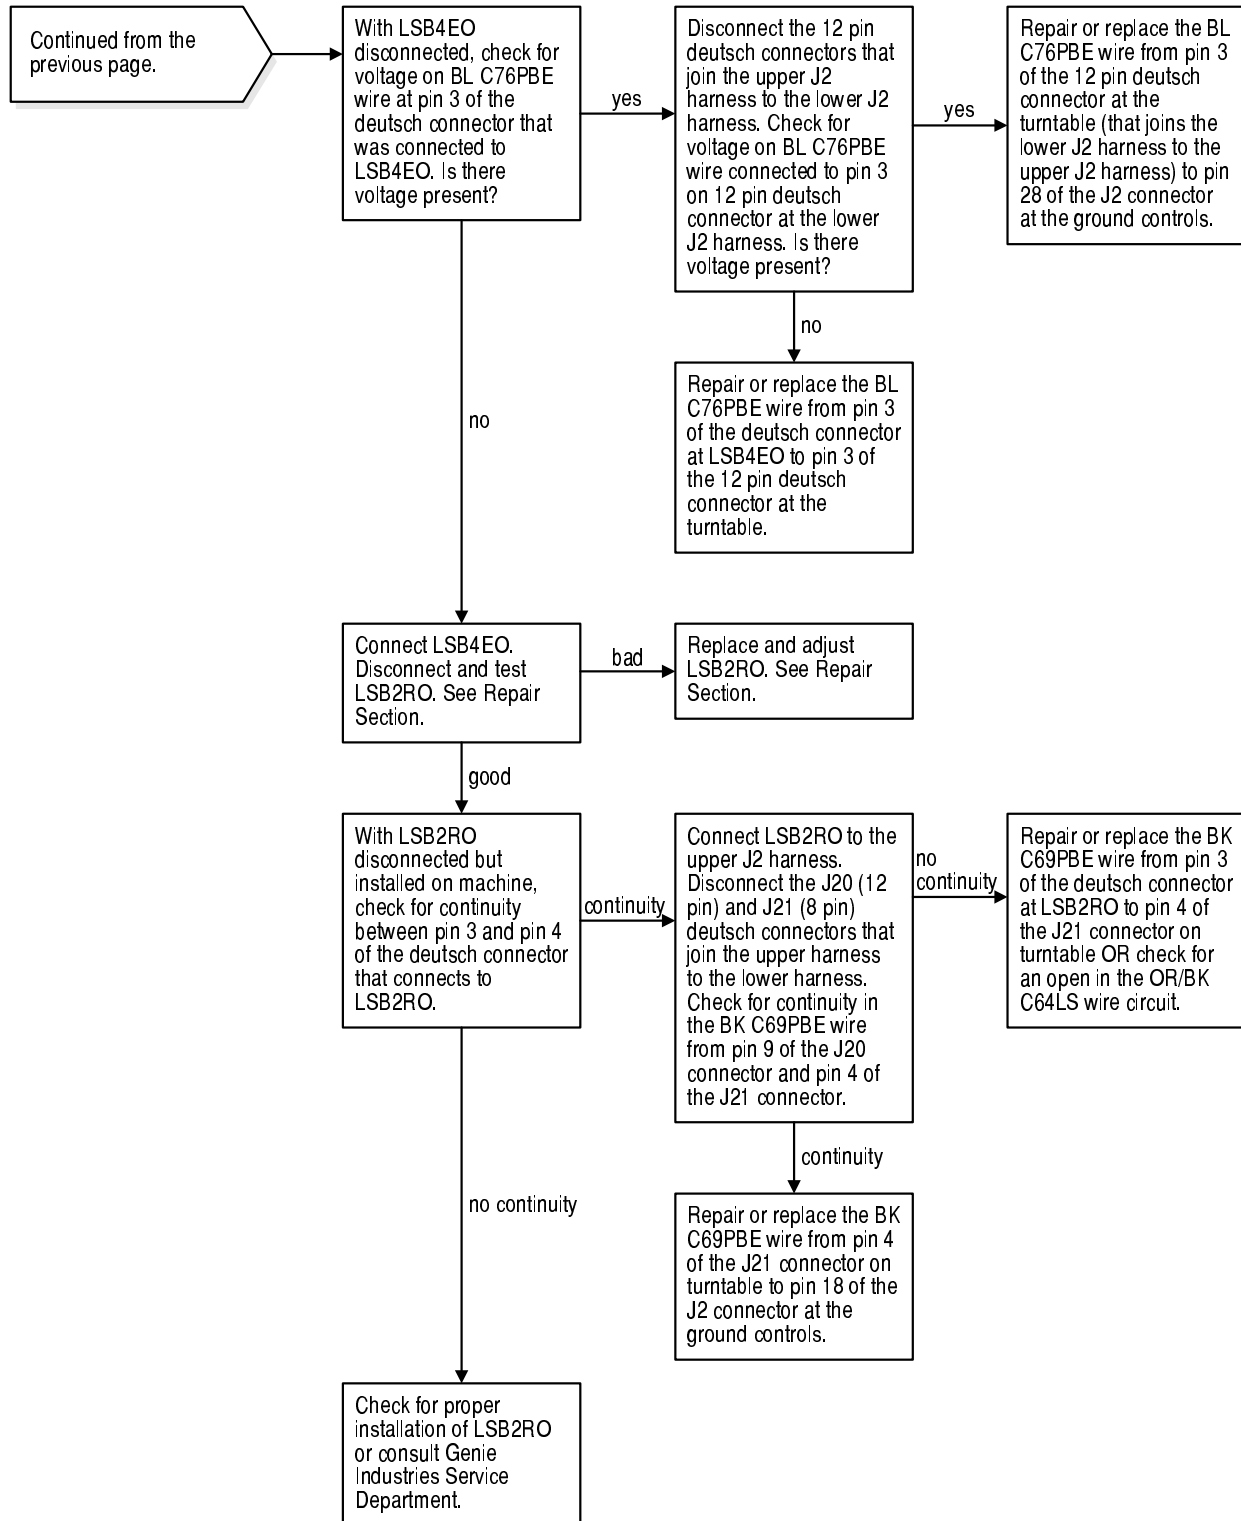 Continued from the
previous page.
With LSB4EO
disconnected, check for
voltage on BL C76PBE
wire at pin 3 of the
deutsch connector that
was connected to
LSB4EO. Is there
voltage present?
yes
Disconnect the 12 pin
deutsch connectors that
join the upper J2
harness to the lower J2
harness. Check for
voltage on BL C76PBE
wire connected to pin 3
on 12 pin deutsch
connector at the lower
J2 harness. Is there
voltage present?
yes
Repair or replace the BL
C76PBE wire from pin 3
of the 12 pin deutsch
connector at the
turntable (that joins the
lower J2 harness to the
upper J2 harness) to pin
28 of the J2 connector
at the ground controls.
no
Repair or replace the BL
C76PBE wire from pin 3
of the deutsch connector
at LSB4EO to pin 3 of
the 12 pin deutsch
connector at the
turntable.
no
Connect LSB4EO.
Disconnect and test
LSB2RO. See Repair
Section.
bad
Replace and adjust
LSB2RO. See Repair
Section.
good
With LSB2RO
disconnected but
installed on machine,
check for continuity
between pin 3 and pin 4
of the deutsch connector
that connects to
LSB2RO.
continuity
Connect LSB2RO to the
upper J2 harness.
Disconnect the J20 (12
pin) and J21 (8 pin)
deutsch connectors that
join the upper harness
to the lower harness.
Check for continuity in
the BK C69PBE wire
from pin 9 of the J20
connector and pin 4 of
the J21 connector.
no
continuity
Repair or replace the BK
C69PBE wire from pin 3
of the deutsch connector
at LSB2RO to pin 4 of
the J21 connector on
turntable OR check for
an open in the OR/BK
C64LS wire circuit.
continuity
Repair or replace the BK
C69PBE wire from pin 4
of the J21 connector on
turntable to pin 18 of the
J2 connector at the
ground controls.
no continuity
Check for proper
installation of LSB2RO
or consult Genie
Industries Service
Department.